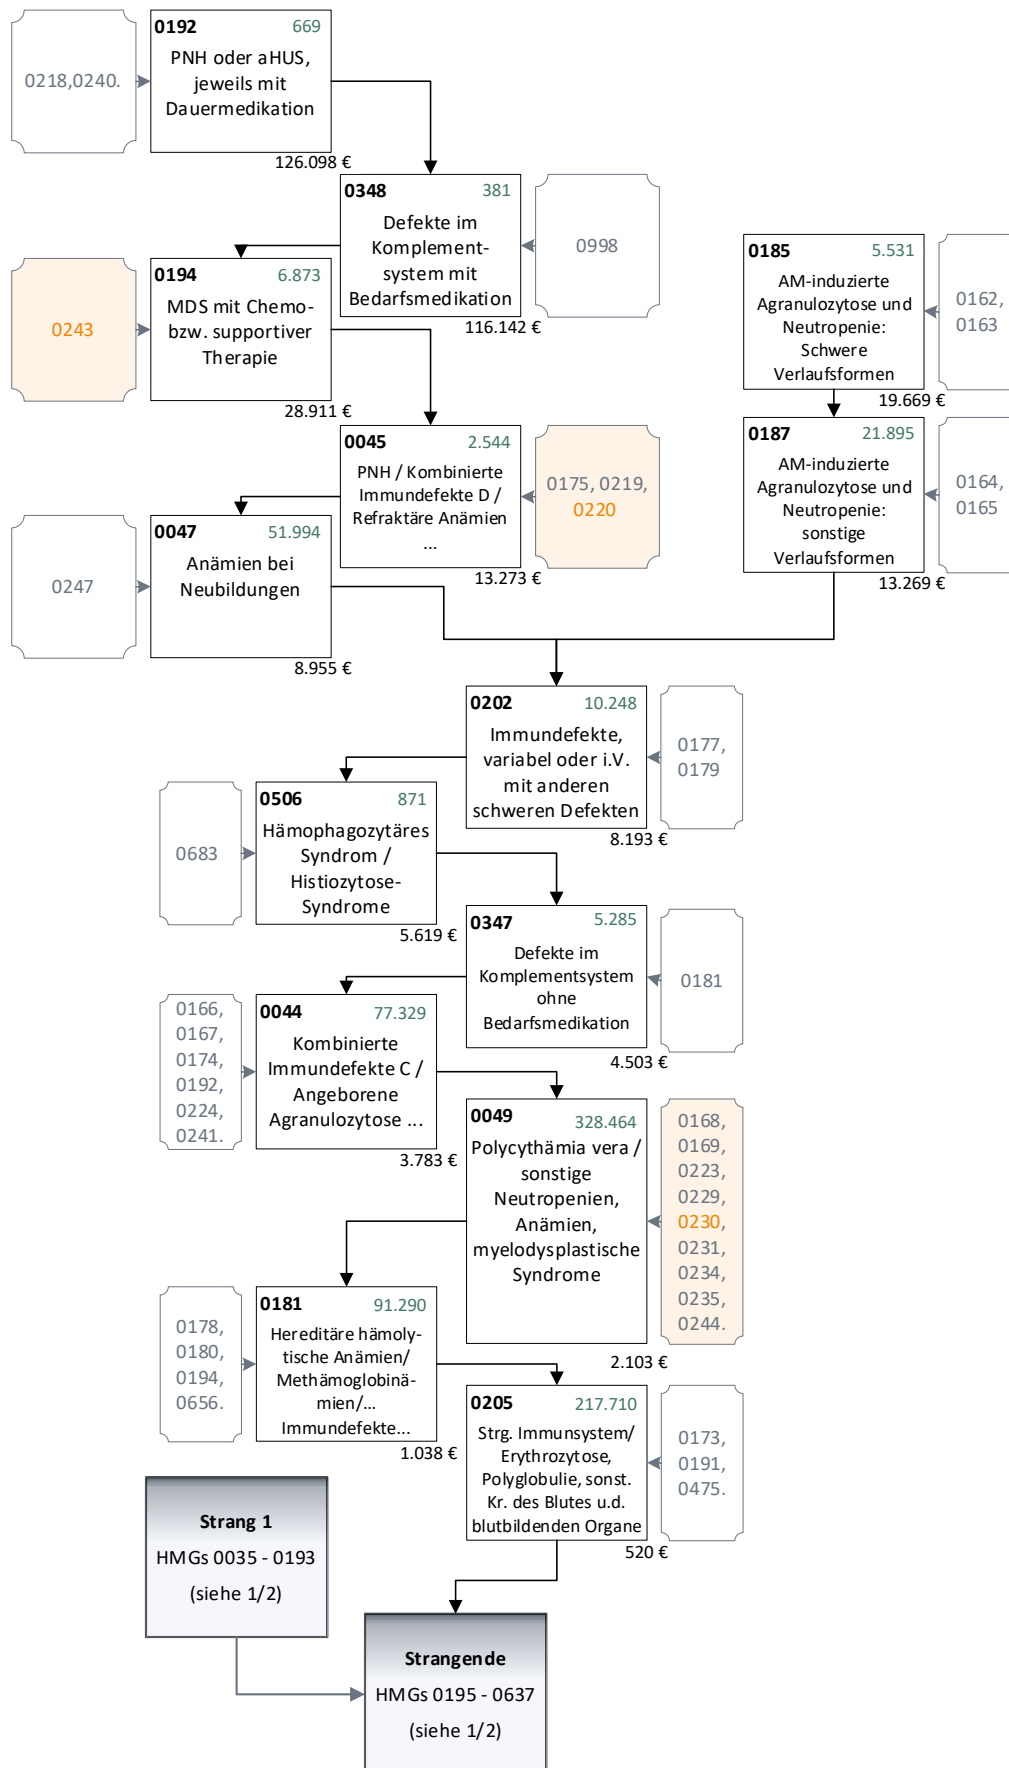 0192 669
PNH oder aHUS,
jeweils mit
Dauermedikation
0218,0240.
126.098 €
0348 381
Defekte im
Komplement-
system mit
Bedarfsmedikation
0998
116.142 €
0194 6.873
MDS mit Chemo-
bzw. supportiver
Therapie
0243
28.911 €
0185 5.531
AM-induzierte
Agranulozytose und
Neutropenie:
Schwere
Verlaufsformen
0162,
0163
19.669 €
0045 2.544
PNH / Kombinierte
Immundefekte D /
Refraktäre Anämien
...
0175, 0219,
0220
13.273 €
0187 21.895
AM-induzierte
Agranulozytose und
Neutropenie:
sonstige
Verlaufsformen
0164,
0165
13.269 €
0047 51.994
Anämien bei
Neubildungen
0247
8.955 €
0202 10.248
Immundefekte,
variabel oder i.V.
mit anderen
schweren Defekten
0177,
0179
8.193 €
0506 871
Hämophagozytäres
Syndrom /
Histiozytose-
Syndrome
0683
5.619 €
0347 5.285
Defekte im
Komplementsystem
ohne
Bedarfsmedikation
0181
4.503 €
0044 77.329
Kombinierte
Immundefekte C /
Angeborene
Agranulozytose ...
0166,
0167,
0174,
0192,
0224,
0241.
3.783 €
0049 328.464
Polycythämia vera /
sonstige
Neutropenien,
Anämien,
myelodysplastische
Syndrome
0168,
0169,
0223,
0229,
0230,
0231,
0234,
0235,
0244.
2.103 €
0181 91.290
Hereditäre hämoly-
tische Anämien/
Methämoglobinä-
mien/...
Immundefekte...
0178,
0180,
0194,
0656.
1.038 €
0205 217.710
Strg. Immunsystem/
Erythrozytose,
Polyglobulie, sonst.
Kr. des Blutes u.d.
blutbildenden Organe
0173,
0191,
0475.
520 €
Strang 1
HMGs 0035 - 0193
(siehe 1/2)
Strangende
HMGs 0195 - 0637
(siehe 1/2)